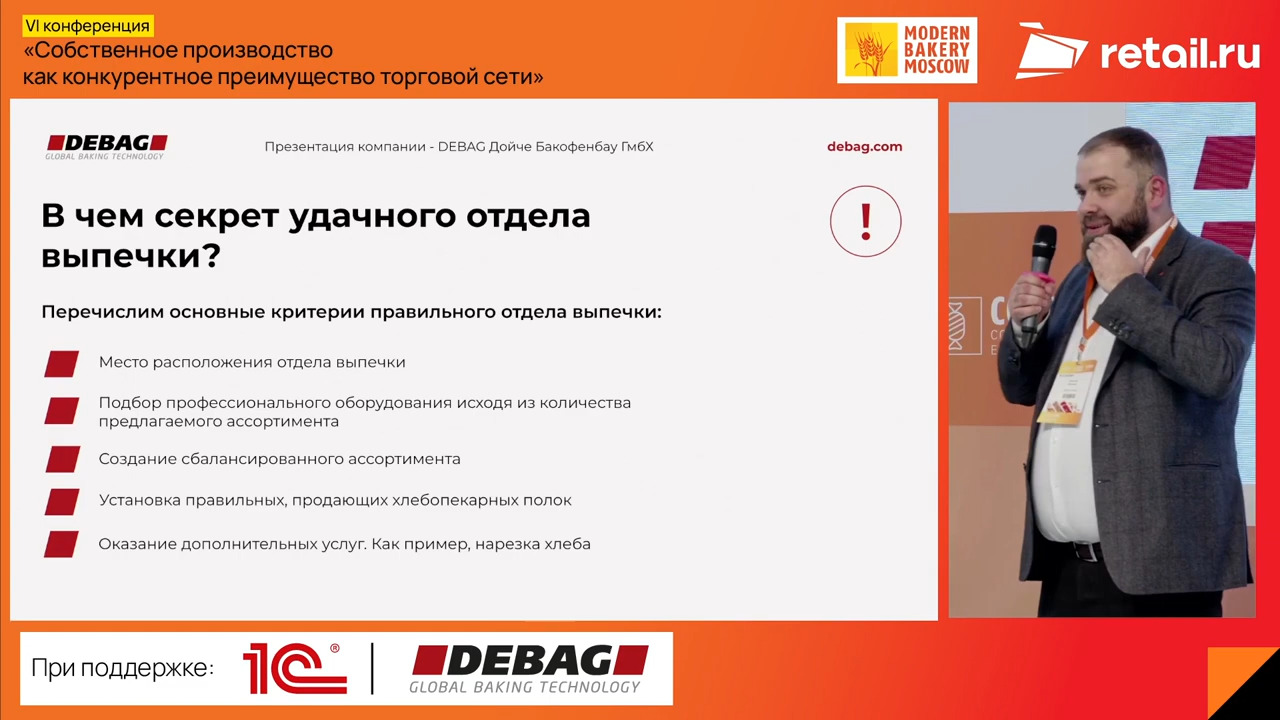 VI конференция
«Собственное производство
как конкурентное преимущество торговой сети»
MODERN
BAKERY
MOSCOW
retail.ru
DEBAG
GLOBAL BAKING TECHNOLOGY
Презентация компании - DEBAG Дойче Бакофенбау ГмбХ
debag.com
В чем секрет удачного отдела
выпечки?
!
Перечислим основные критерии правильного отдела выпечки:
Место расположения отдела выпечки
Подбор профессионального оборудования исходя из количества
предлагаемого ассортимента
Создание сбалансированного ассортимента
Установка правильных, продающих хлебопекарных полок
Оказание дополнительных услуг. Как пример, нарезка хлеба
При поддержке:
1С®
DEBAG
GLOBAL BAKING TECHNOLOGY